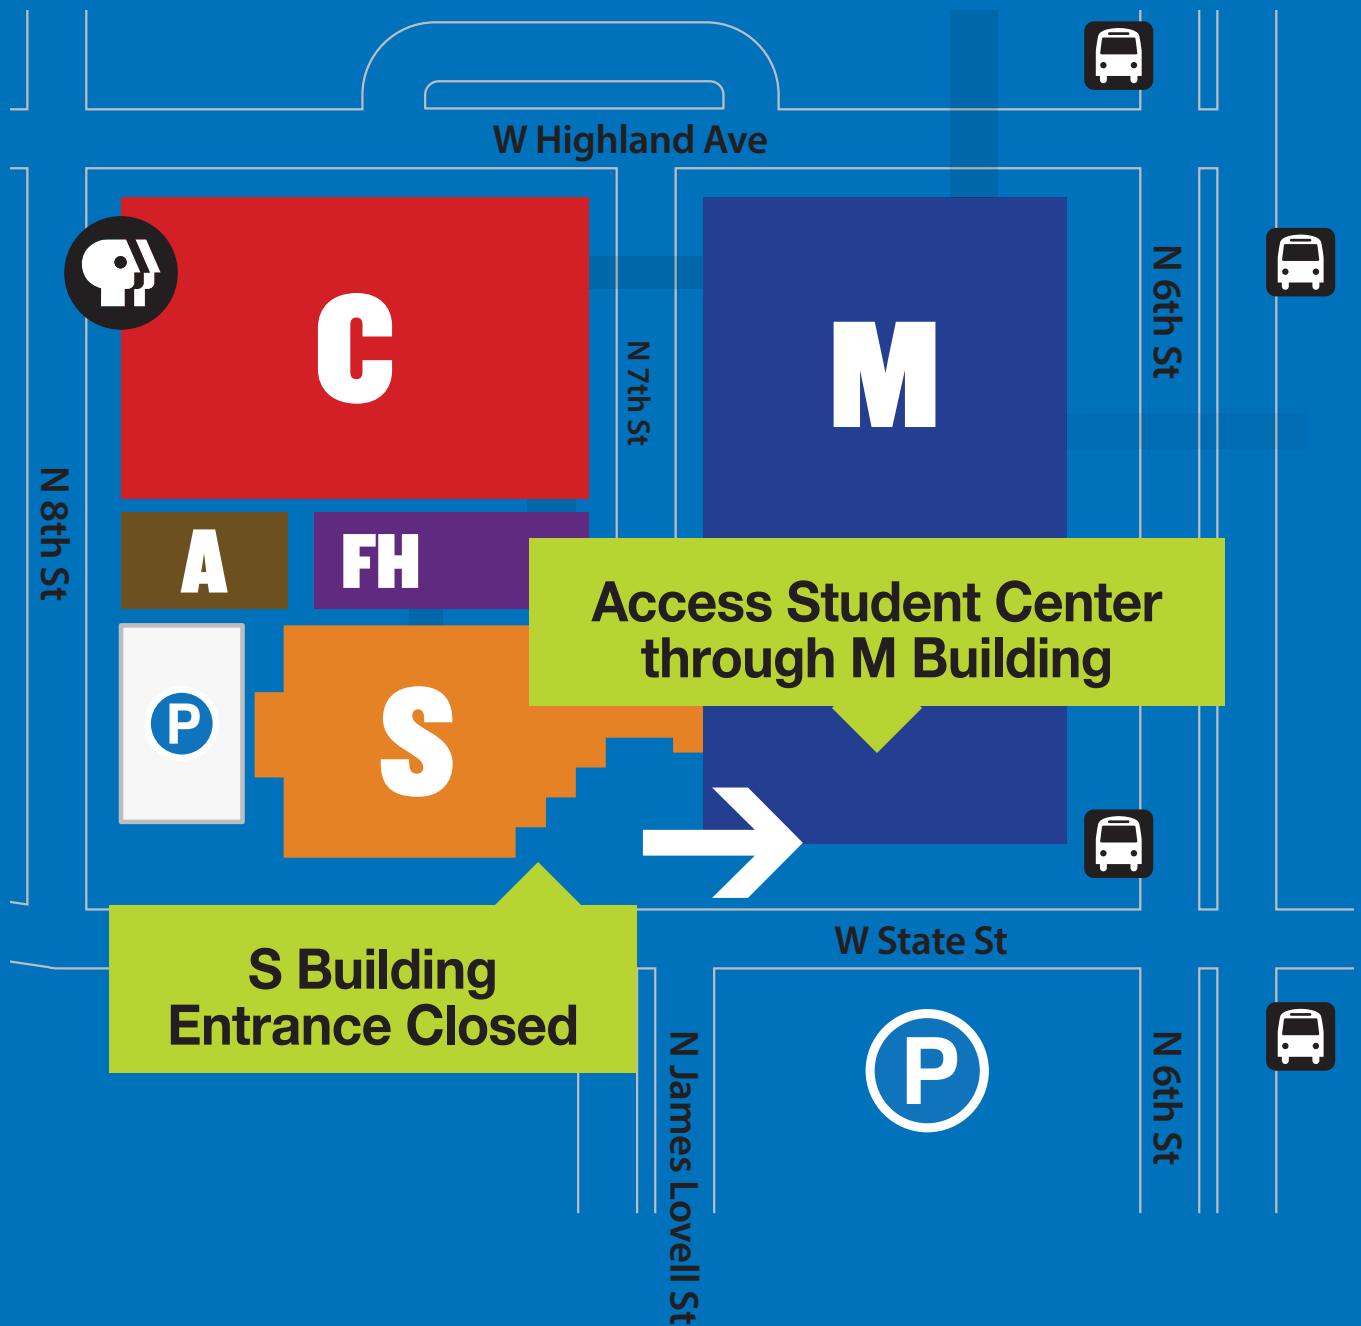 W Highland Ave
C
M
N 6th St
N 7th St
N 8th St
A
FH
Access Student Center
through M Building
S
P
W State St
S Building
Entrance Closed
P
N James Lovell St
N 6th St